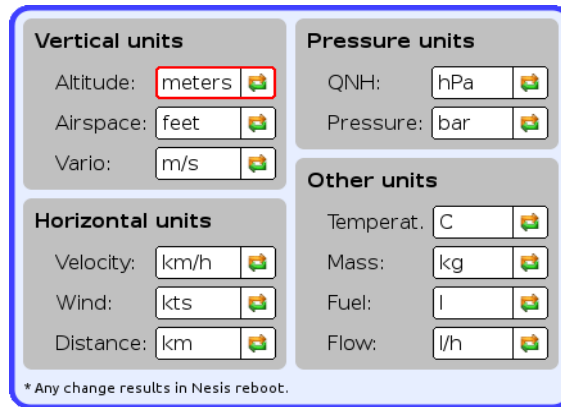 Vertical units
Altitude: meters
Airspace: feet
Vario: m/s
Horizontal units
Velocity: km/h
Wind: kts
Distance: km
Pressure units
QNH: hPa
Pressure: bar
Other units
Temperat. C
Mass: kg
Fuel: l
Flow: l/h
* Any change results in Nesis reboot.